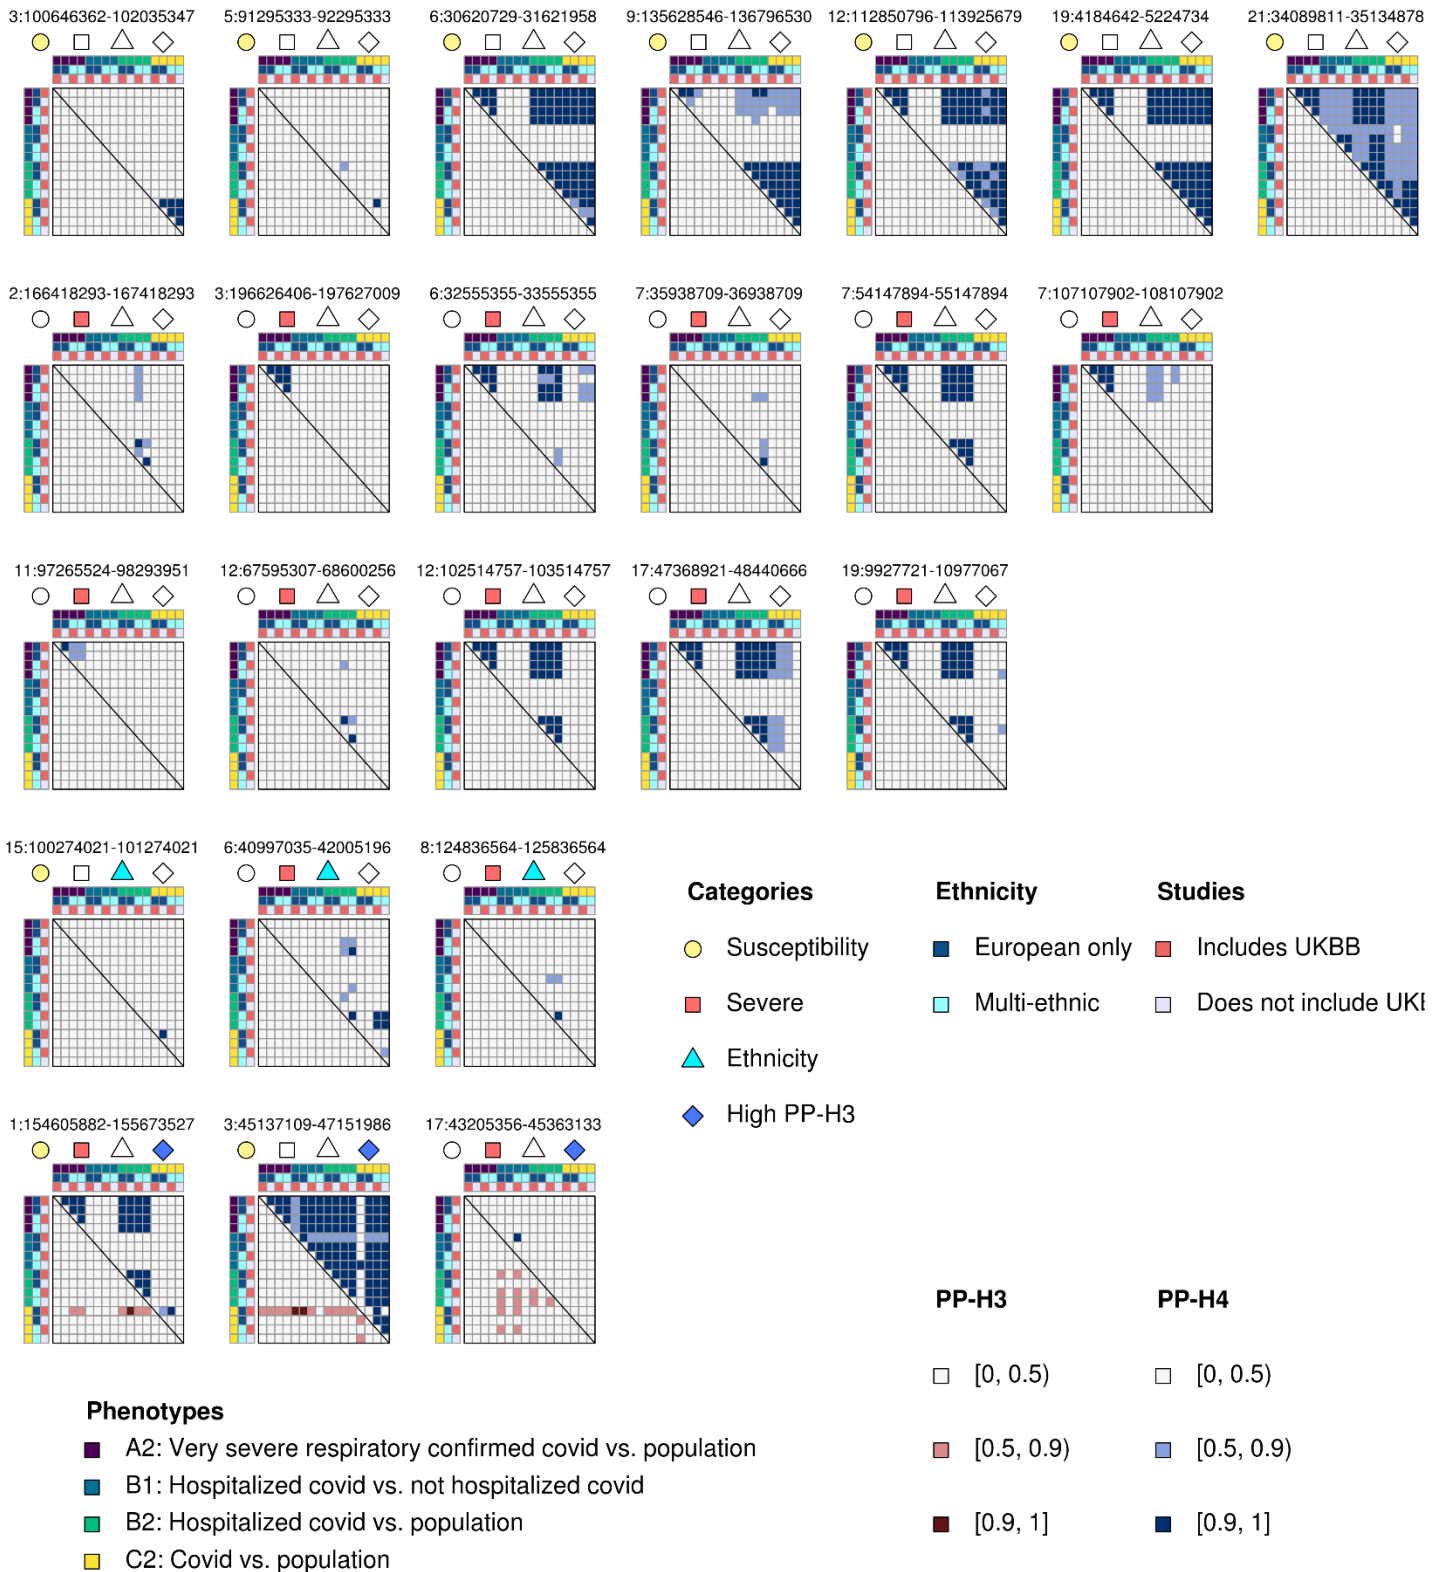 3:100646362-102035347
5:91295333-92295333
6:30620729-31621958
9:135628546-136796530
12:112850796-113925679
19:4184642-5224734
21:34089811-35134878
2:166418293-167418293
3:196626406-197627009
6:32555355-33555355
7:35938709-36938709
7:54147894-55147894
7:107107902-108107902
11:97265524-98293951
12:67595307-68600256
12:102514757-103514757
17:47368921-48440666
19:9927721-10977067
15:100274021-101274021
6:40997035-42005196
8:124836564-125836564
Categories
Susceptibility
Severe
Ethnicity
High PP-H3
Ethnicity
European only
Multi-ethnic
Studies
Includes UKBB
Does not include UKB
1:154605882-155673527
3:45137109-47151986
17:43205356-45363133
PP-H3
[0, 0.5)
[0.5, 0.9)
[0.9, 1]
PP-H4
[0, 0.5)
[0.5, 0.9)
[0.9, 1]
Phenotypes
A2: Very severe respiratory confirmed covid vs. population
B1: Hospitalized covid vs. not hospitalized covid
B2: Hospitalized covid vs. population
C2: Covid vs. population